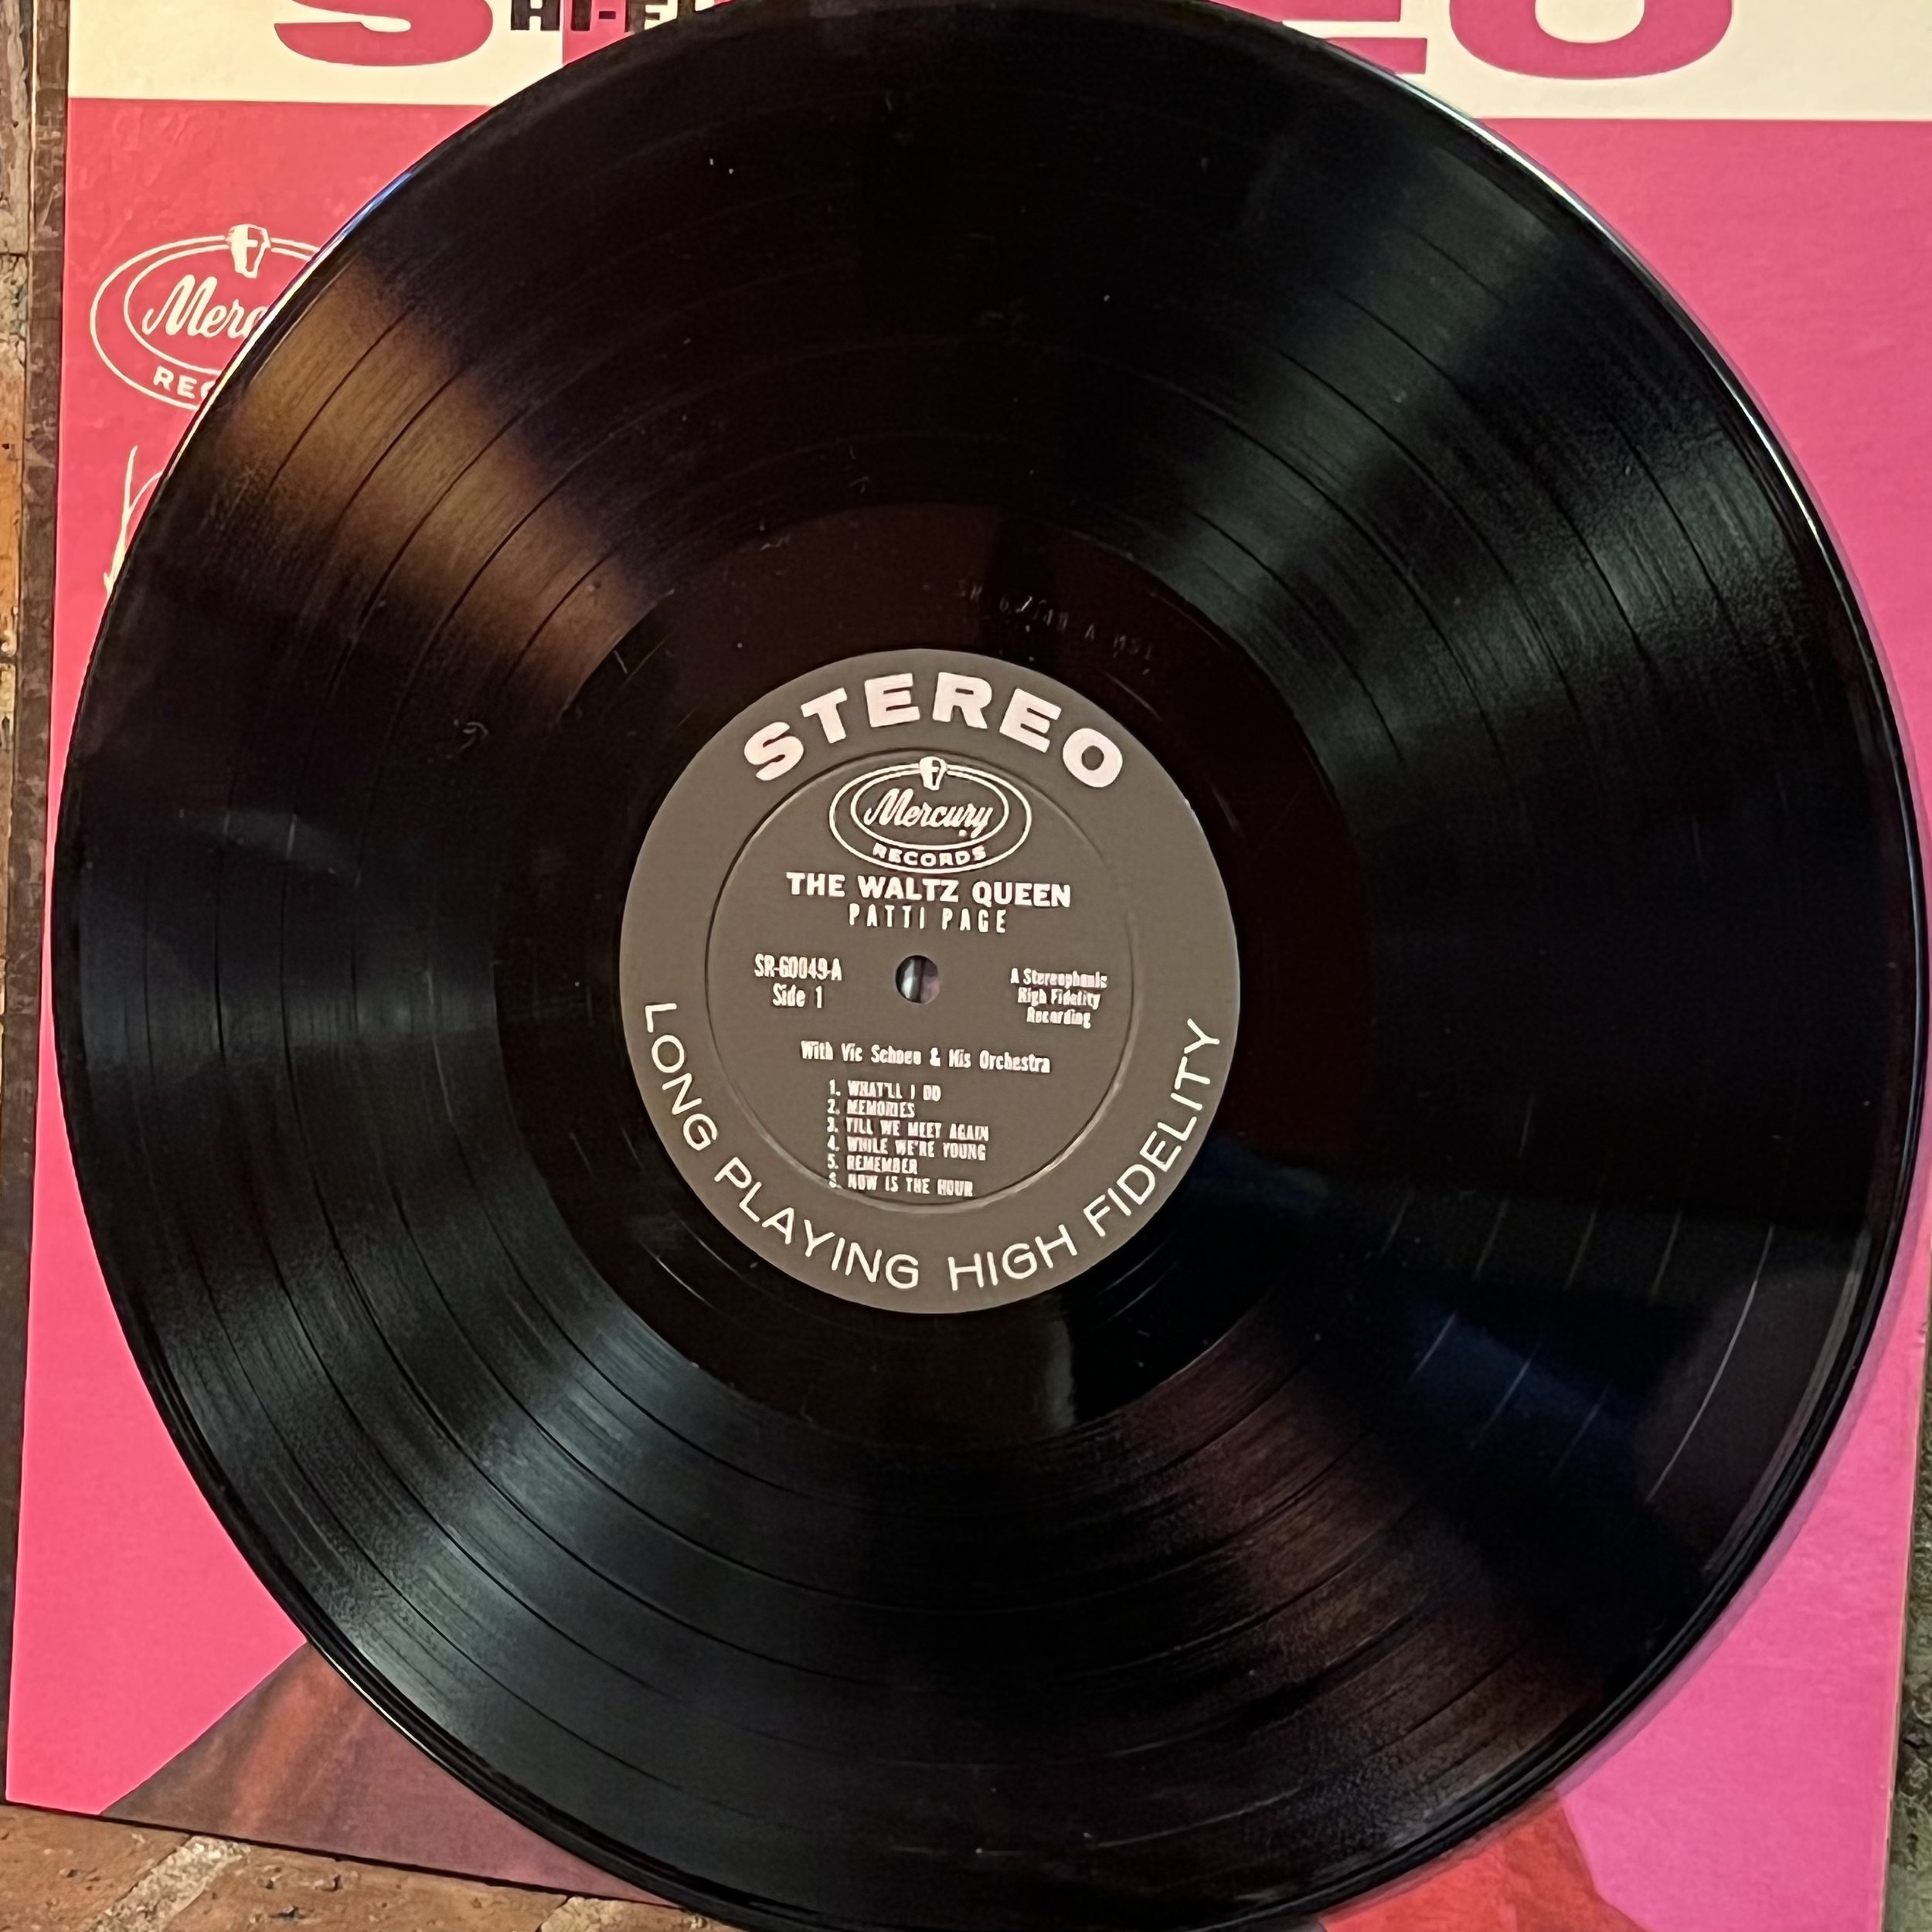 HI-FI
STEREO
Mercury
RECORDS
THE WALTZ QUEEN
PATTI PAGE
SR-60049-A
Side 1
A Stereophonic
High Fidelity
Recording
With Vic Schoen & His Orchestra
1. WHAT'LL I DO
2. MEMORIES
3. TILL WE MEET AGAIN
4. WHILE WE'RE YOUNG
5. REMEMBER
6. NOW IS THE HOUR
LONG PLAYING HIGH FIDELITY